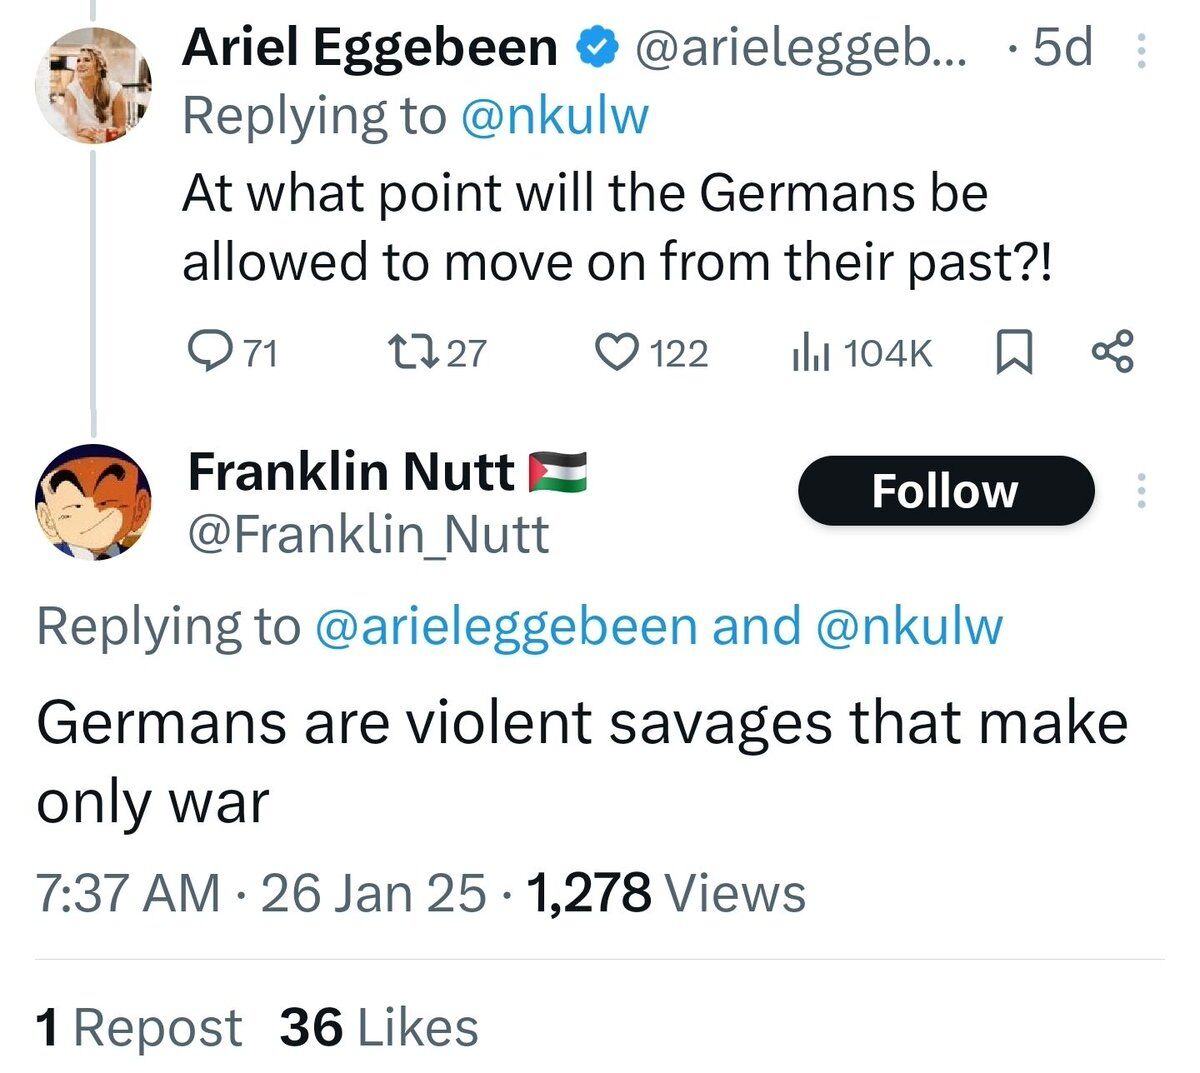 Ariel Eggebeen @arieleggeb... · 5d
Replying to @nkulw
At what point will the Germans be
allowed to move on from their past?!
71 27 122 104K
Franklin Nutt 🇵🇸
Follow
@Franklin_Nutt
Replying to @arieleggebeen and @nkulw
Germans are violent savages that make
only war
7:37 AM · 26 Jan 25 · 1,278 Views
1 Repost 36 Likes